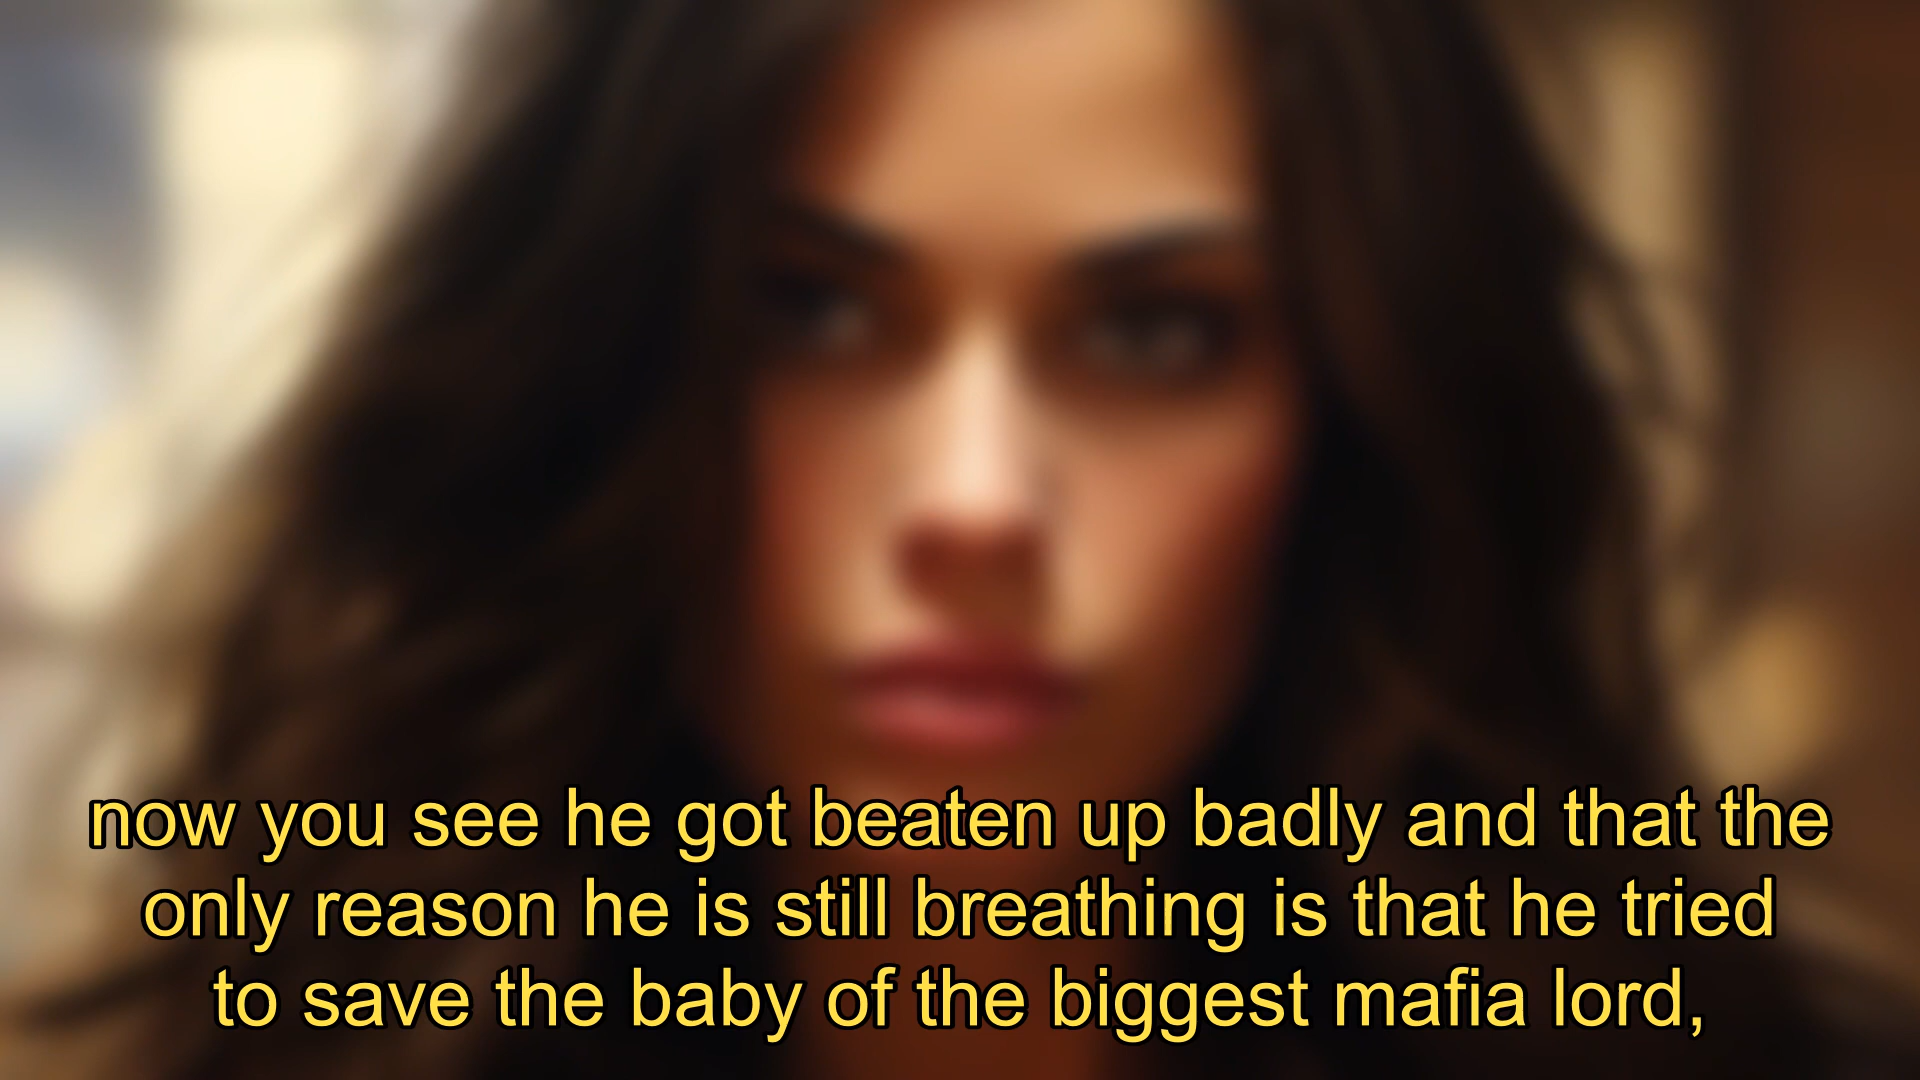 now you see he got beaten up badly and that the
only reason he is still breathing is that he tried
to save the baby of the biggest mafia lord,